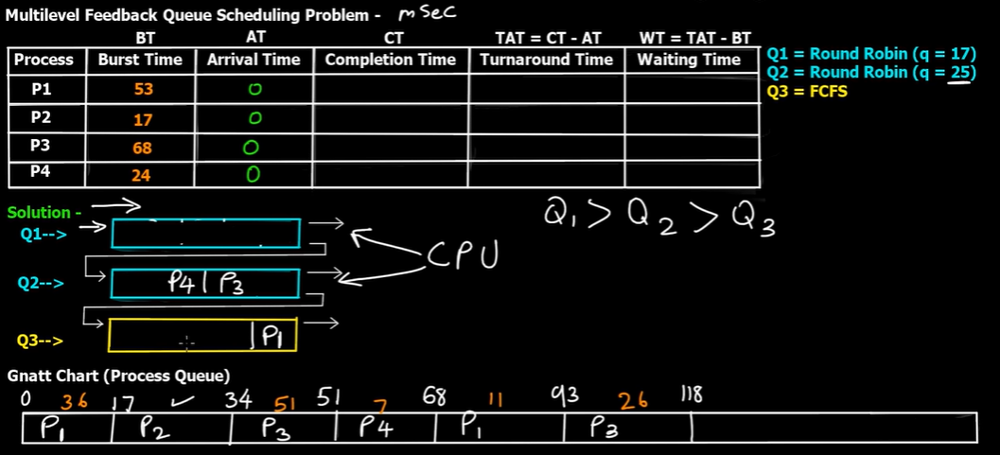 Multilevel Feedback Queue Scheduling Problem - mSec
BT AT CT TAT = CT - AT WT = TAT - BT
Process Burst Time Arrival Time Completion Time Turnaround Time Waiting Time
P1 53 0
P2 17 0
P3 68 0
P4 24 0
Q1 = Round Robin (q = 17)
Q2 = Round Robin (q = 25)
Q3 = FCFS
Solution -
Q1 > Q2 > Q3
Q1-->
CPU
Q2--> P4 | P3
Q3--> | P1
Gnatt Chart (Process Queue)
0 36 17 ✓ 34 51 51 7 68 11 93 26 118
P1 P2 P3 P4 P1 P3